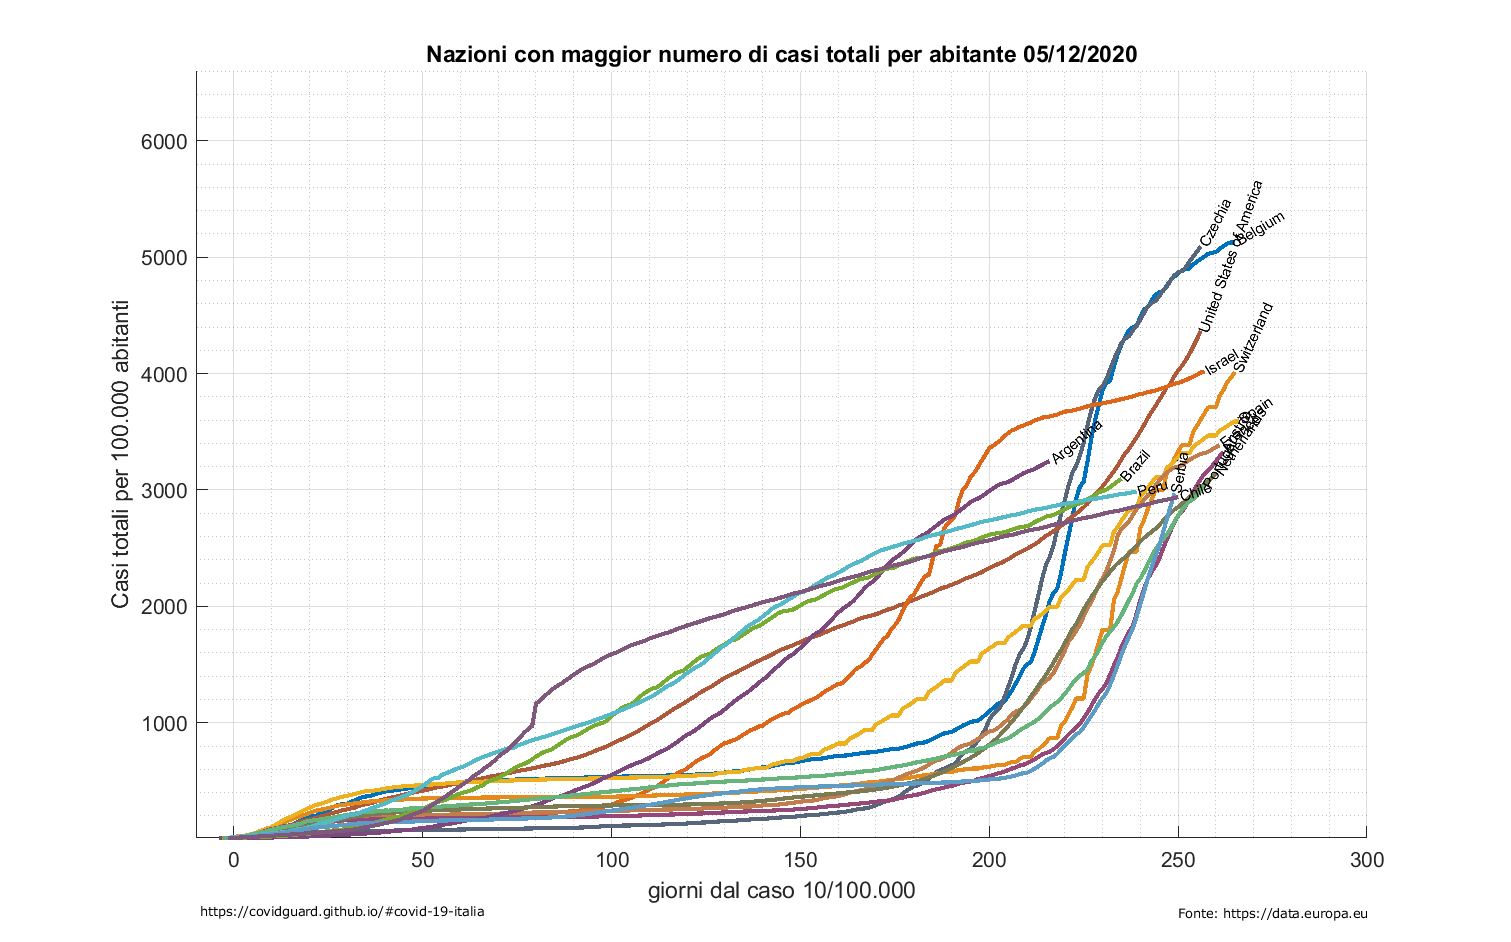 Nazioni con maggior numero di casi totali per abitante 05/12/2020
Casi totali per 100.000 abitanti
6000
5000
4000
3000
2000
1000
Czechia
United States of America
Belgium
Switzerland
Israel
Argentina
Brazil
Peru
Chile
Serbia
Spain
Netherlands
0
50
100
150
200
250
300
giorni dal caso 10/100.000
https://covidguard.github.io/#covid-19-italia
Fonte: https://data.europa.eu